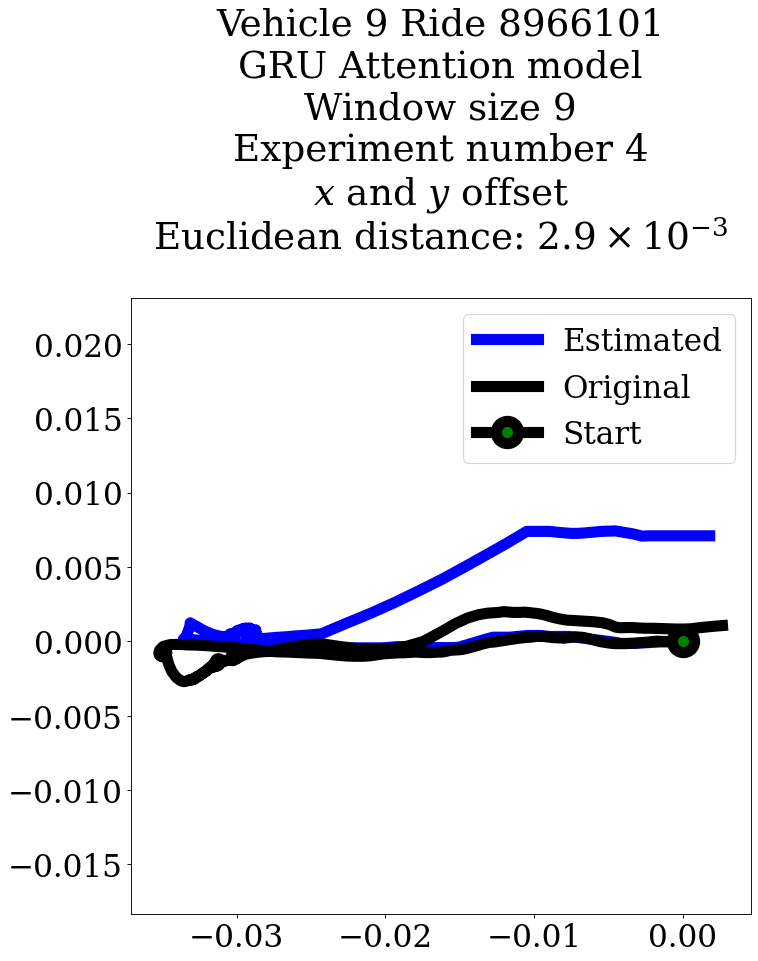 Vehicle 9 Ride 8966101
GRU Attention model
Window size 9
Experiment number 4
x and y offset
Euclidean distance: 2.9 × 10⁻³
Estimated
Original
Start
0.020
0.015
0.010
0.005
0.000
−0.005
−0.010
−0.015
−0.03 −0.02 −0.01 0.00